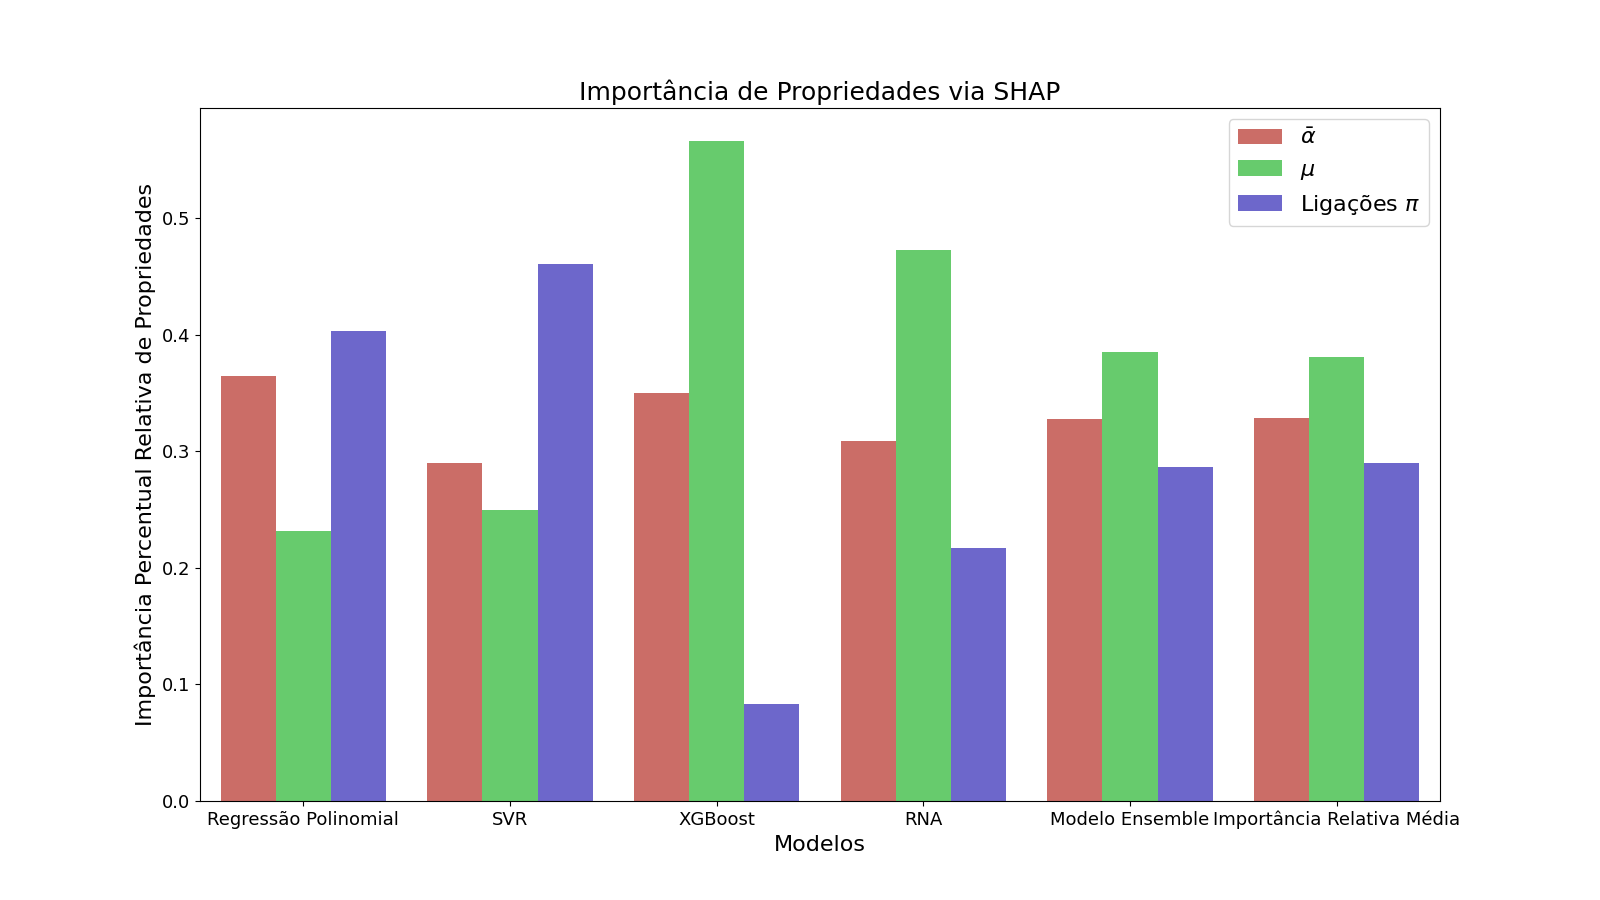 Importância de Propriedades via SHAP
ᾱ
μ
Ligações π
Importância Percentual Relativa de Propriedades
0.5
0.4
0.3
0.2
0.1
0.0
Regressão Polinomial SVR XGBoost RNA Modelo Ensemble Importância Relativa Média
Modelos